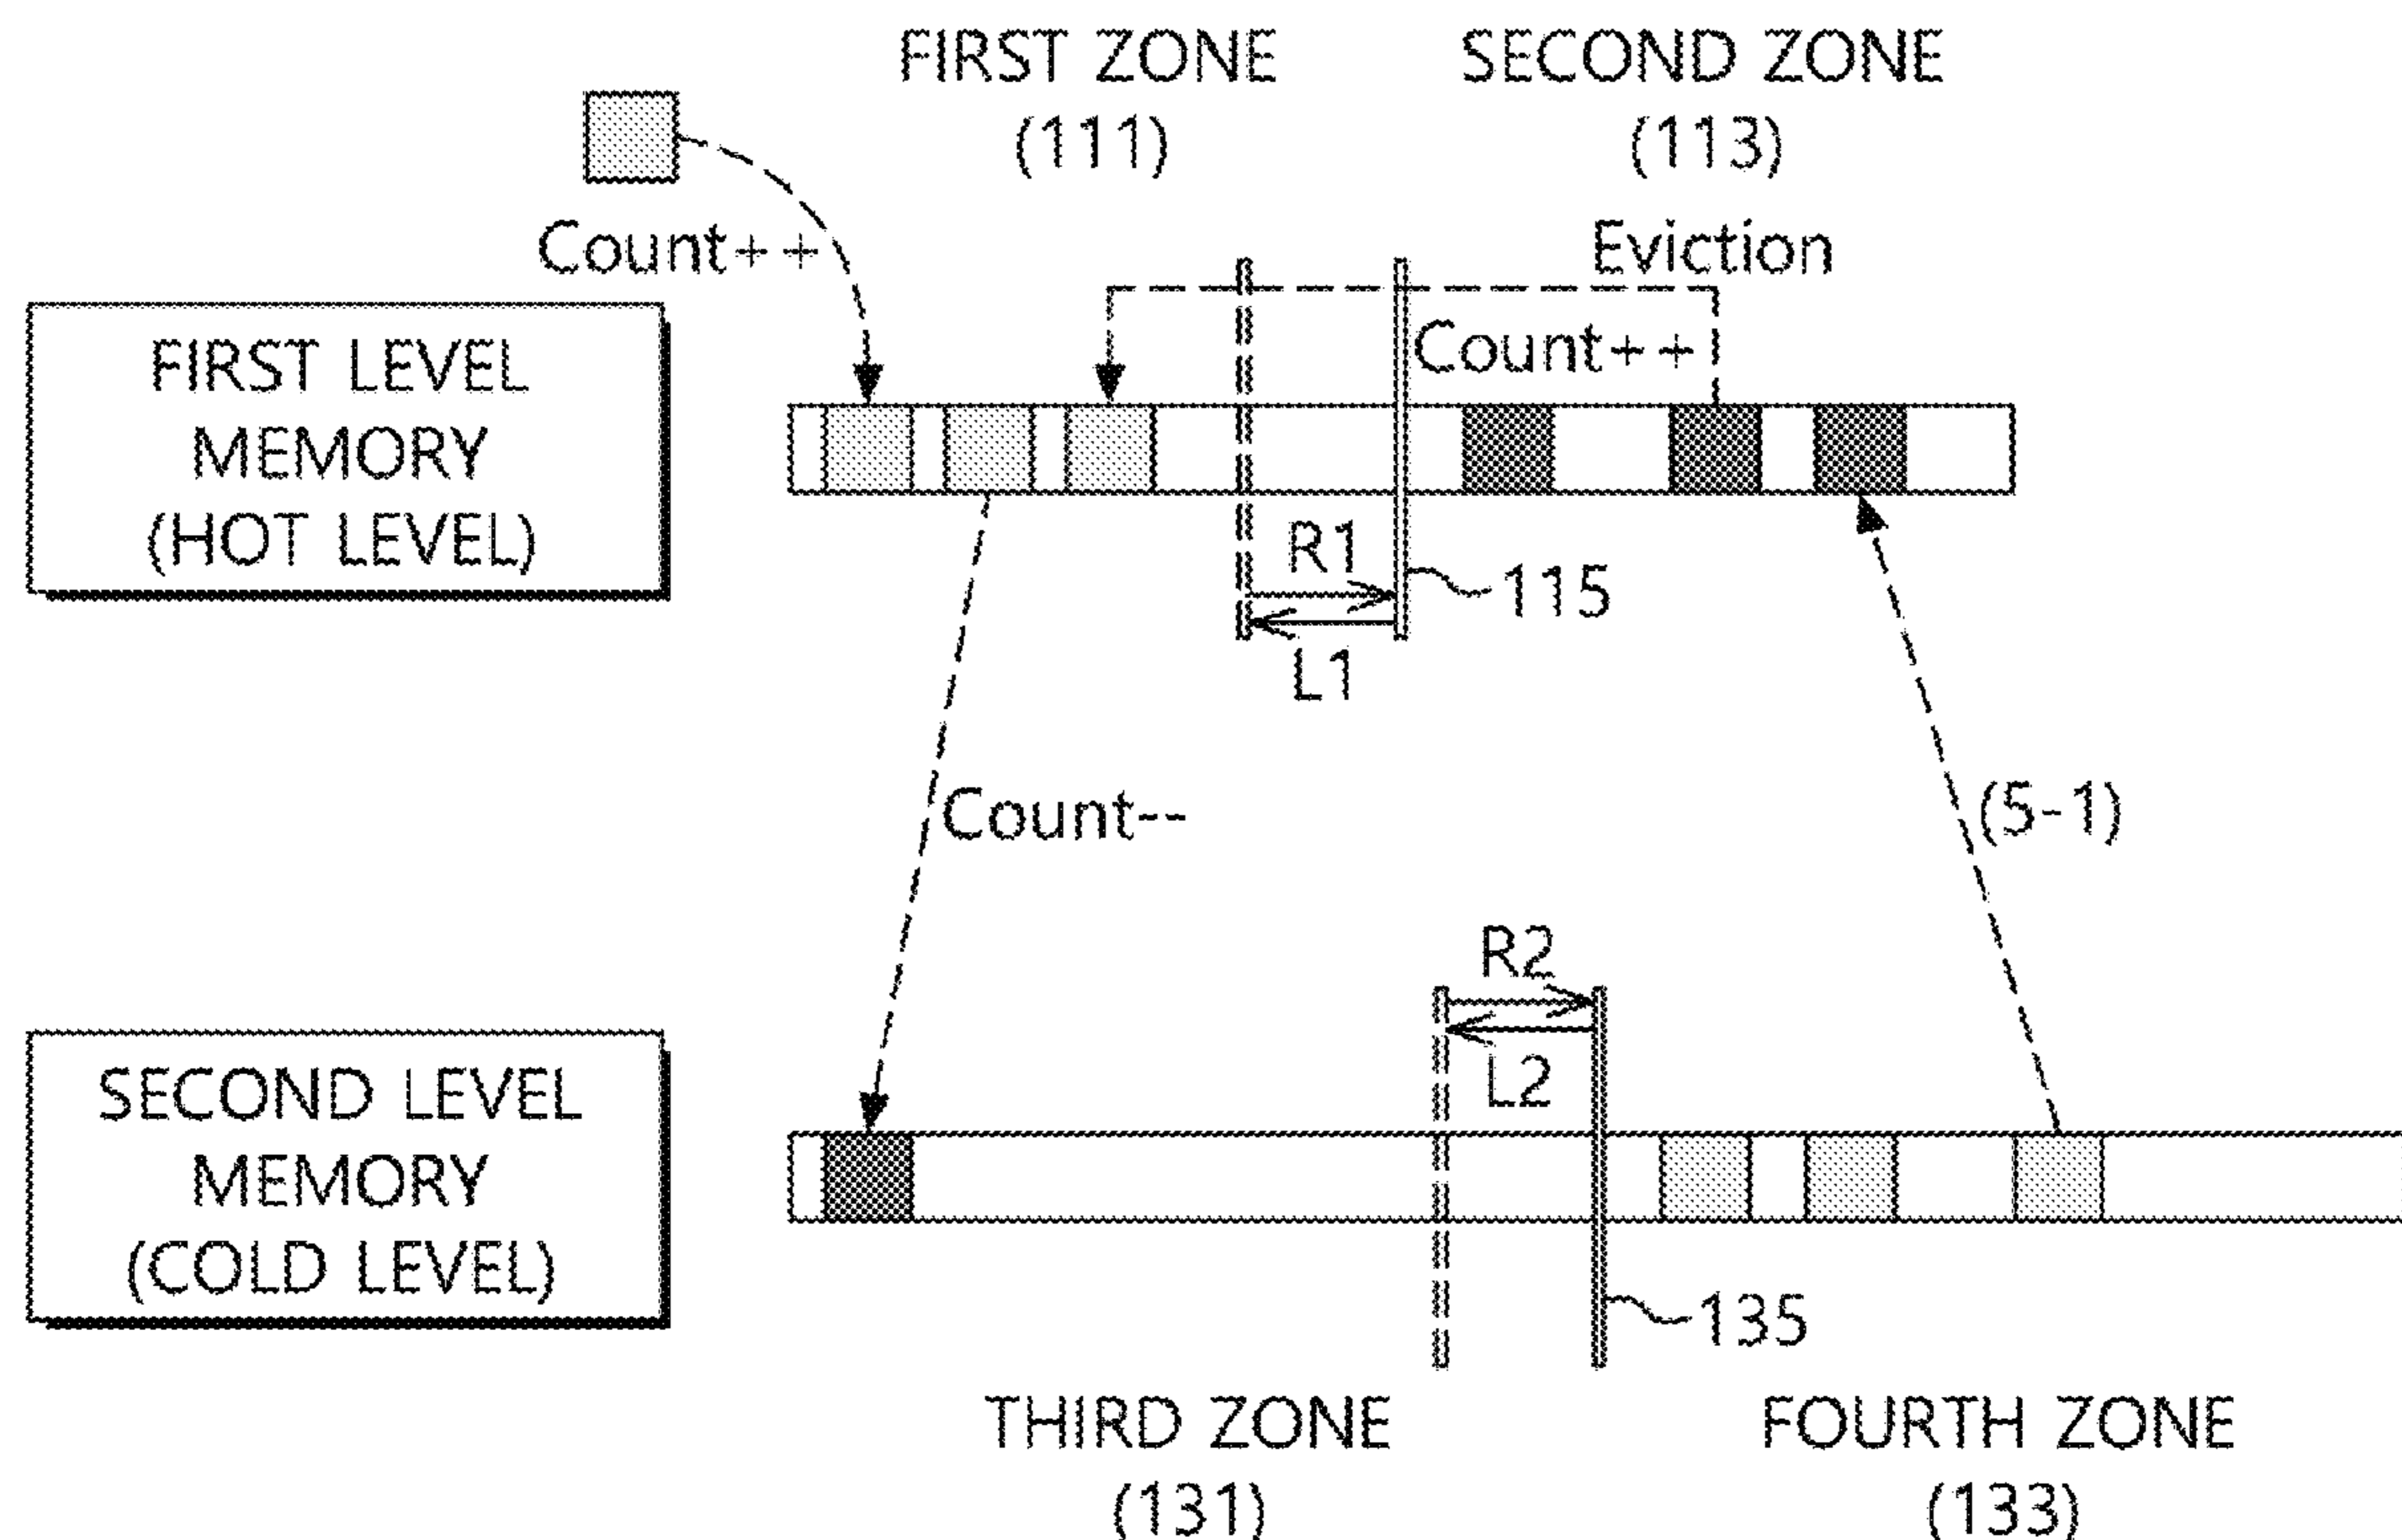 FIRST ZONE
(111)
SECOND ZONE
(113)
Count++
Eviction
Count++
FIRST LEVEL
MEMORY
(HOT LEVEL)
R1
115
L1
Count--
(5-1)
R2
L2
SECOND LEVEL
MEMORY
(COLD LEVEL)
135
THIRD ZONE
(131)
FOURTH ZONE
(133)